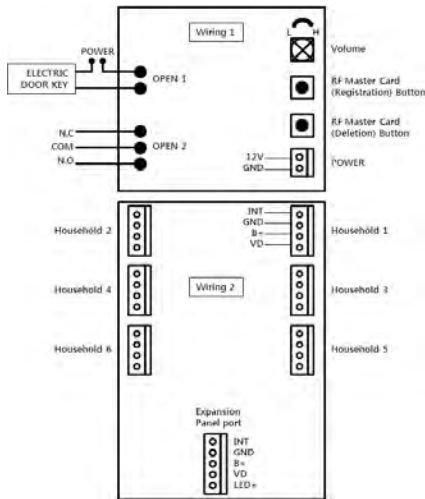 Wiring 1
L H
Volume
POWER
ELECTRIC
DOOR KEY
OPEN 1
RF Master Card
(Registration) Button
N.C
COM
N.O
OPEN 2
RF Master Card
(Deletion) Button
12V
GND
POWER
Household 2
INT
GND
B+
VD
Household 1
Household 4
Wiring 2
Household 3
Household 6
Household 5
Expansion
Panel port
INT
GND
B+
VD
LED+